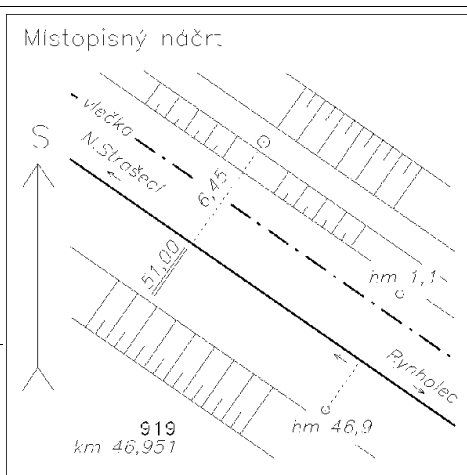 Místopisný náčrt
vlečka
N.Strašecí
S
6,45
51,00
hm 1,1
Rynholec
hm 46,9
919
km 46,951